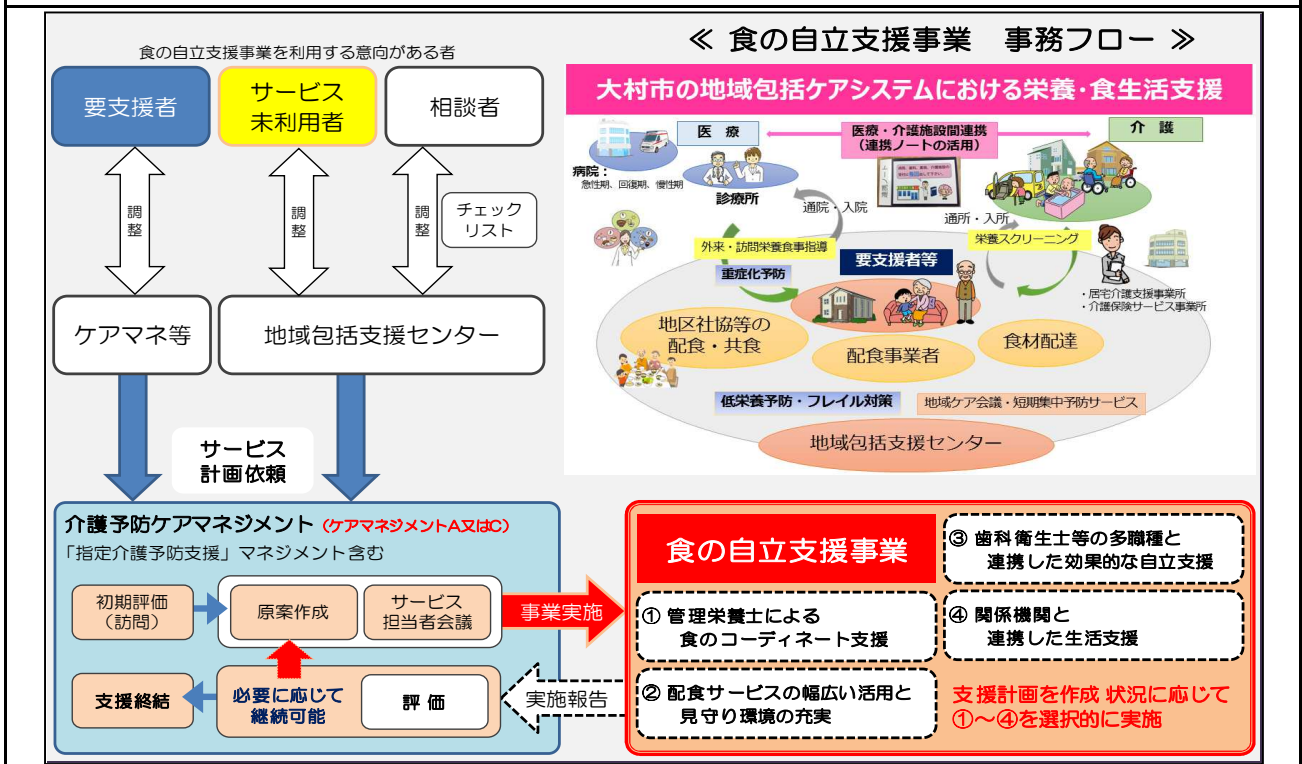 ≪ 食の自立支援事業　事務フロー ≫
食の自立支援事業を利用する意向がある者
要支援者
サービス
未利用者
相談者
調整
調整
調整
チェック
リスト
ケアマネ等
地域包括支援センター
サービス
計画依頼
大村市の地域包括ケアシステムにおける栄養・食生活支援
医 療
医療・介護施設間連携
（連携ノートの活用）
介 護
病院：
急性期、回復期、慢性期
診療所
通院・入院
通所・入所
外来・訪問栄養食事指導
栄養スクリーニング
重症化予防
要支援者等
・居宅介護支援事業所
・介護保険サービス事業所
地区社協等の
配食・共食
配食事業者
食材配達
低栄養予防・フレイル対策
地域ケア会議・短期集中予防サービス
地域包括支援センター
介護予防ケアマネジメント（ケアマネジメントA又はC）
「指定介護予防支援」マネジメント含む
初期評価
（訪問）
原案作成
サービス
担当者会議
支援終結
必要に応じて
継続可能
評 価
事業実施
実施報告
食の自立支援事業
① 管理栄養士による
食のコーディネート支援
② 配食サービスの幅広い活用と
見守り環境の充実
③ 歯科衛生士等の多職種と
連携した効果的な自立支援
④ 関係機関と
連携した生活支援
支援計画を作成 状況に応じて
①～④を選択的に実施